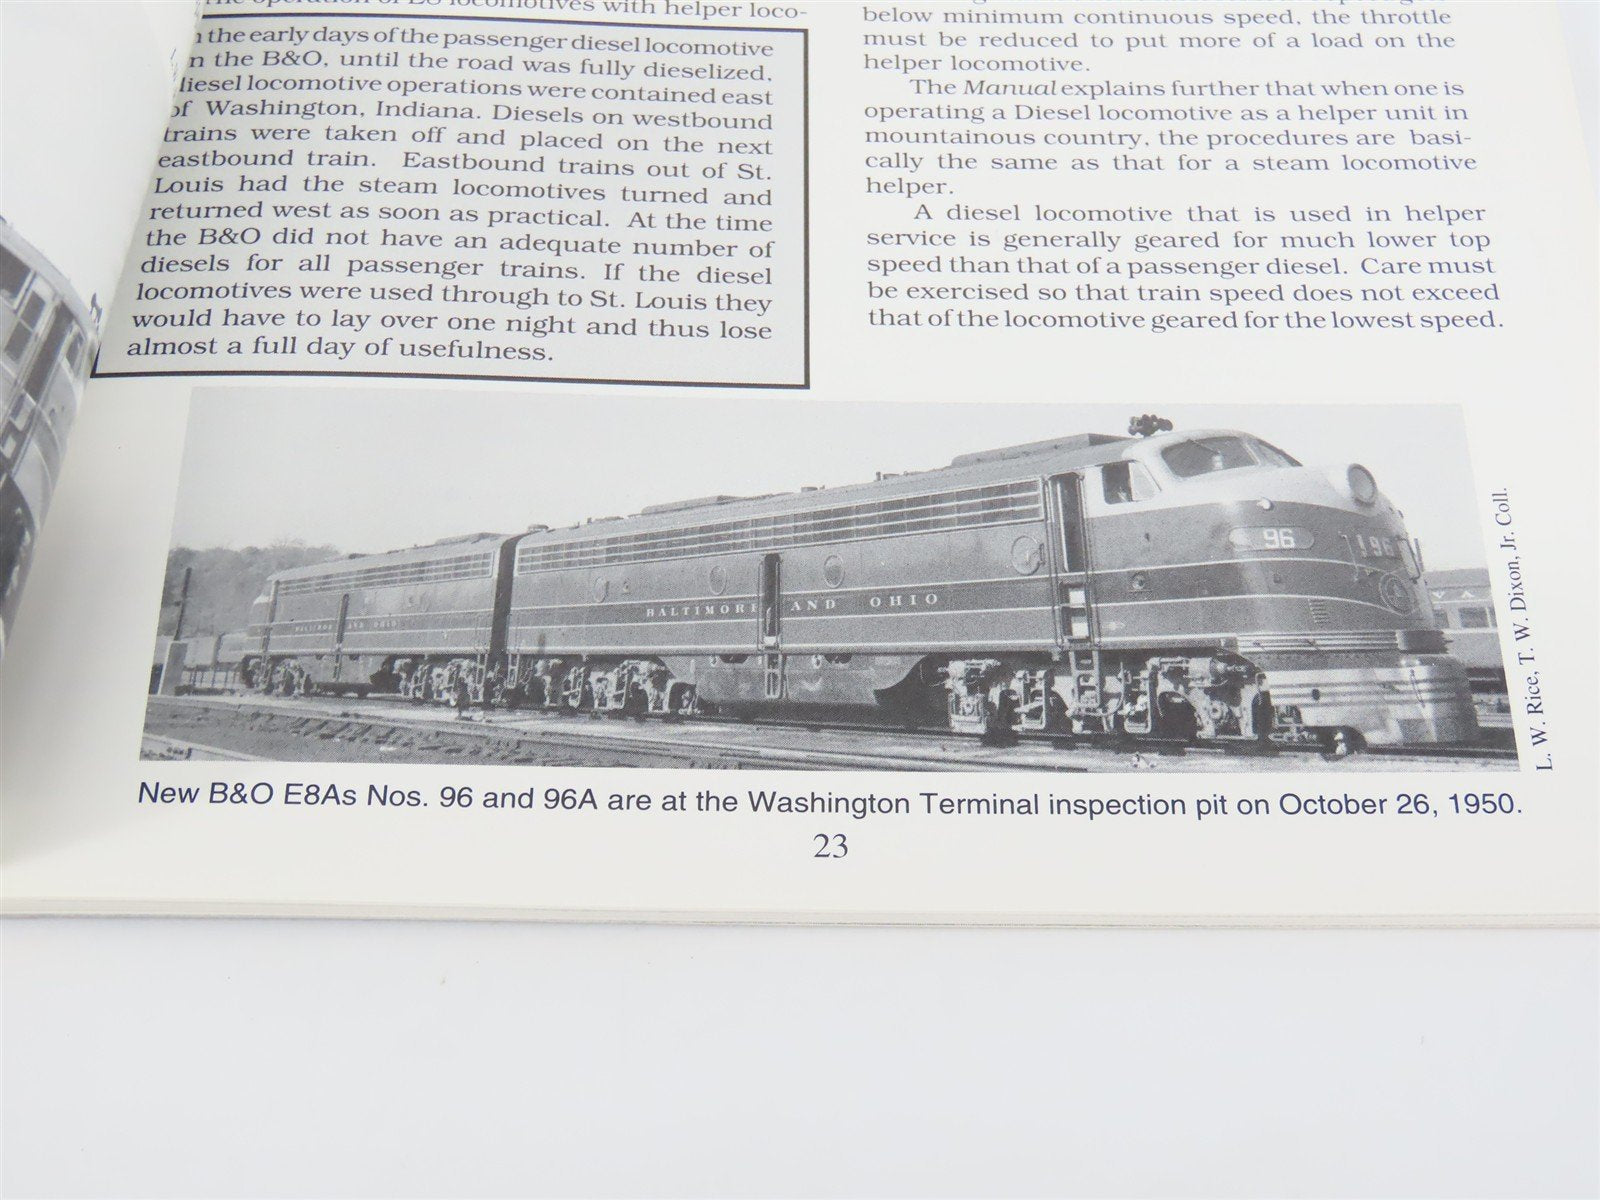 The operation of E8 locomotives with helper loco-
the early days of the passenger diesel locomotive
n the B&O, until the road was fully dieselized,
liesel locomotive operations were contained east
of Washington, Indiana. Diesels on westbound
trains were taken off and placed on the next
eastbound train. Eastbound trains out of St.
Louis had the steam locomotives turned and
returned west as soon as practical. At the time
the B&O did not have an adequate number of
diesels for all passenger trains. If the diesel
locomotives were used through to St. Louis they
would have to lay over one night and thus lose
almost a full day of usefulness.
below minimum continuous speed, the throttle
must be reduced to put more of a load on the
helper locomotive.
The Manual explains further that when one is
operating a Diesel locomotive as a helper unit in
mountainous country, the procedures are basi-
cally the same as that for a steam locomotive
helper.
A diesel locomotive that is used in helper
service is generally geared for much lower top
speed than that of a passenger diesel. Care must
be exercised so that train speed does not exceed
that of the locomotive geared for the lowest speed.
96
196
BALTIMORE AND OHIO
BALTIMORE AND OHIO
VA
L. W. Rice, T. W. Dixon, Jr. Coll.
New B&O E8As Nos. 96 and 96A are at the Washington Terminal inspection pit on October 26, 1950.
23